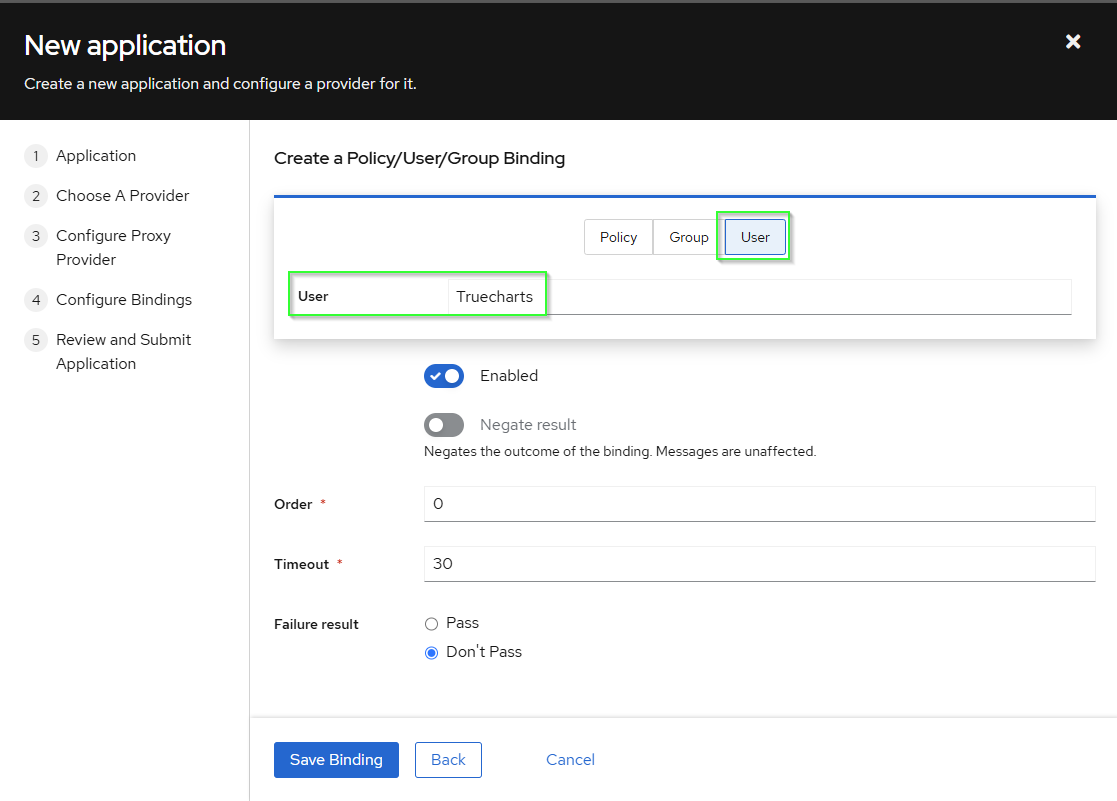 New application
Create a new application and configure a provider for it.
1 Application
2 Choose A Provider
3 Configure Proxy
Provider
4 Configure Bindings
5 Review and Submit
Application
Create a Policy/User/Group Binding
Policy Group User
User Truecharts
Enabled
Negate result
Negates the outcome of the binding. Messages are unaffected.
Order * 0
Timeout * 30
Failure result Pass
Don't Pass
Save Binding Back Cancel